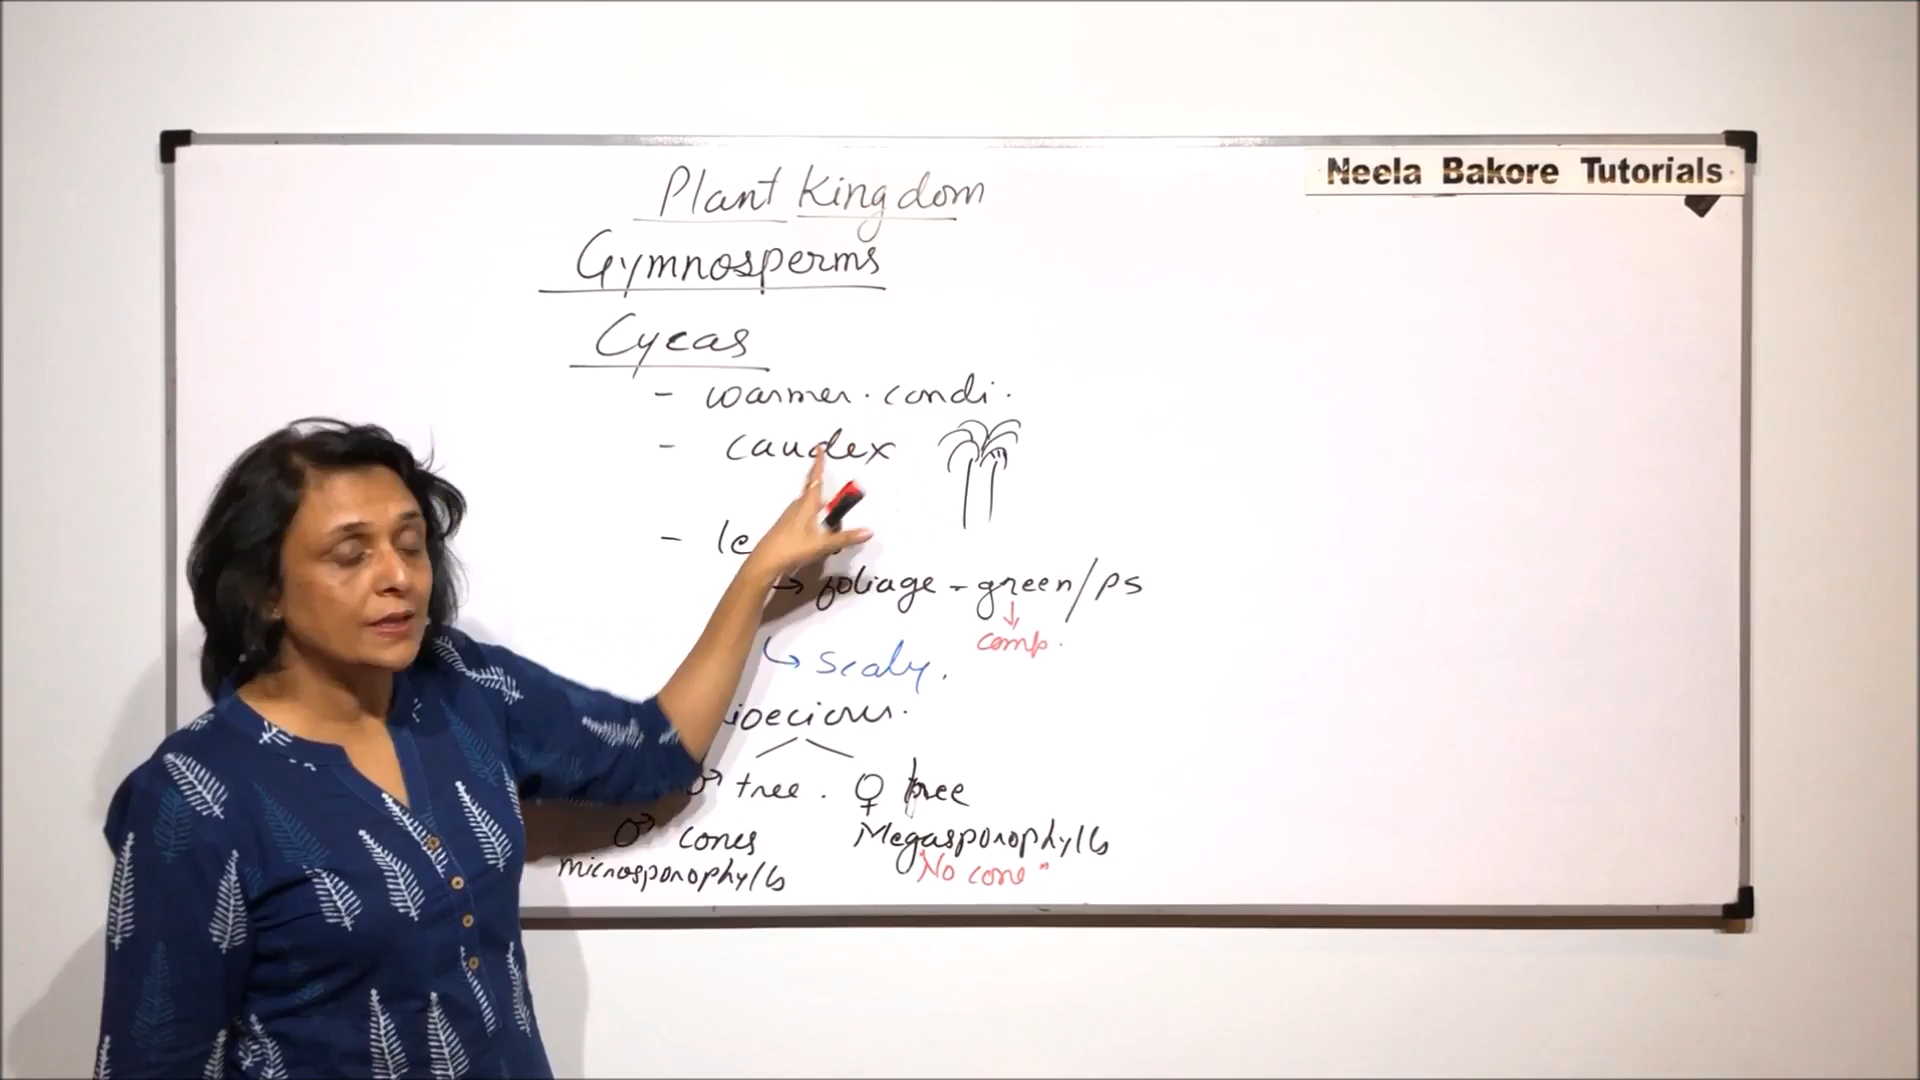 Neela Bakore Tutorials
Plant Kingdom
Gymnosperms
Cycas
- warmer. condi.
- caudex
- le
→ foliage - green/ps
↓
comp.
↳ scaly.
ioecious.
♂ tree. ♀ tree
♂ cones Megasporophylls
microsporophylls "No cone"